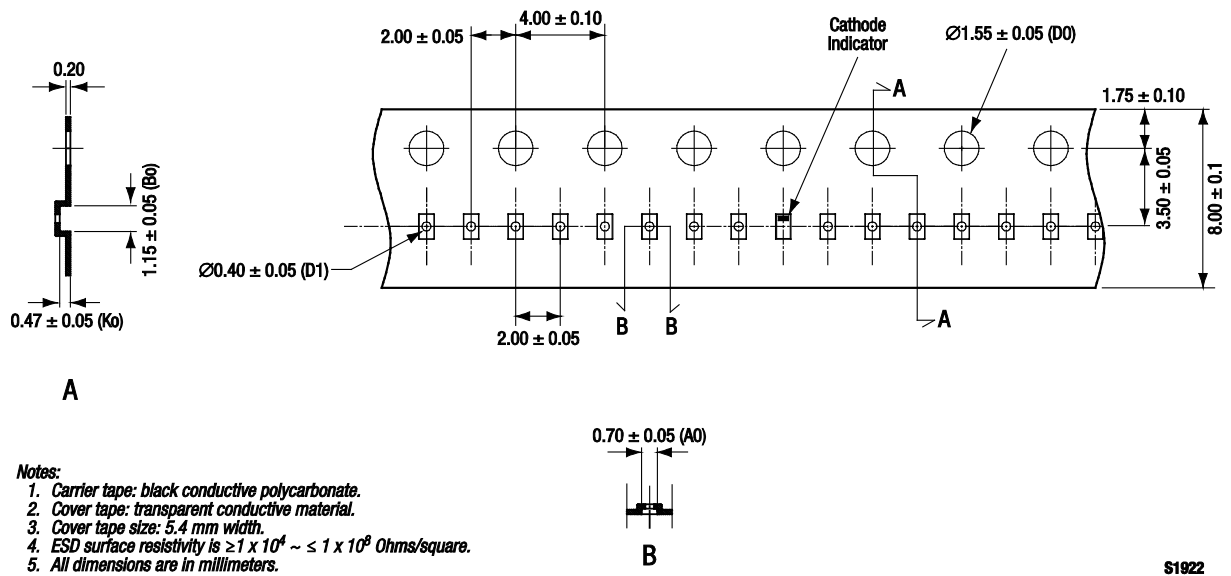 4.00 ± 0.10
2.00 ± 0.05
Cathode
Indicator
Ø1.55 ± 0.05 (D0)
0.20
A
1.75 ± 0.10
1.15 ± 0.05 (Bo)
3.50 ± 0.05
8.00 ± 0.1
Ø0.40 ± 0.05 (D1)
0.47 ± 0.05 (Ko)
B B
A
2.00 ± 0.05
A
0.70 ± 0.05 (A0)
B
Notes:
1. Carrier tape: black conductive polycarbonate.
2. Cover tape: transparent conductive material.
3. Cover tape size: 5.4 mm width.
4. ESD surface resistivity is ≥1 x 10⁴ ~ ≤ 1 x 10⁸ Ohms/square.
5. All dimensions are in millimeters.
S1922